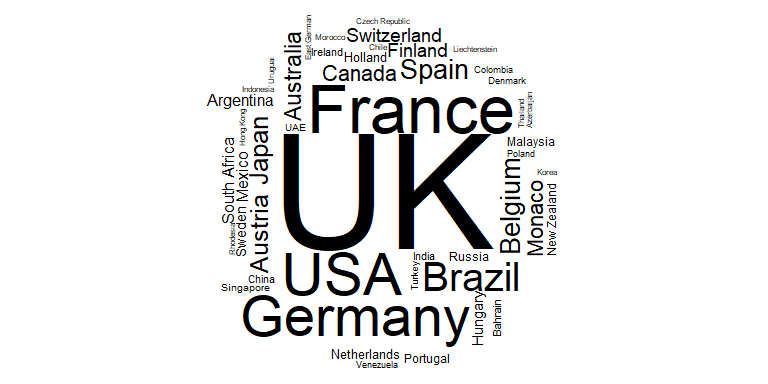 Czech Republic
East German
Morocco
Switzerland
Chile
Finland
Liechtenstein
Ireland
Holland
Australia
Uruguai
Canada
Spain
Colombia
Denmark
Indonesia
Argentina
France
Thailand
Azerbaijan
Hong Kong
UAE
Japan
UK
Malaysia
Poland
South Africa
Mexico
Belgium
Korea
Monaco
New Zealand
Rhodesia
Sweden
Austria
India
Russia
Turkey
USA
Brazil
China
Singapore
Germany
Hungary
Bahrain
Netherlands
Portugal
Venezuela